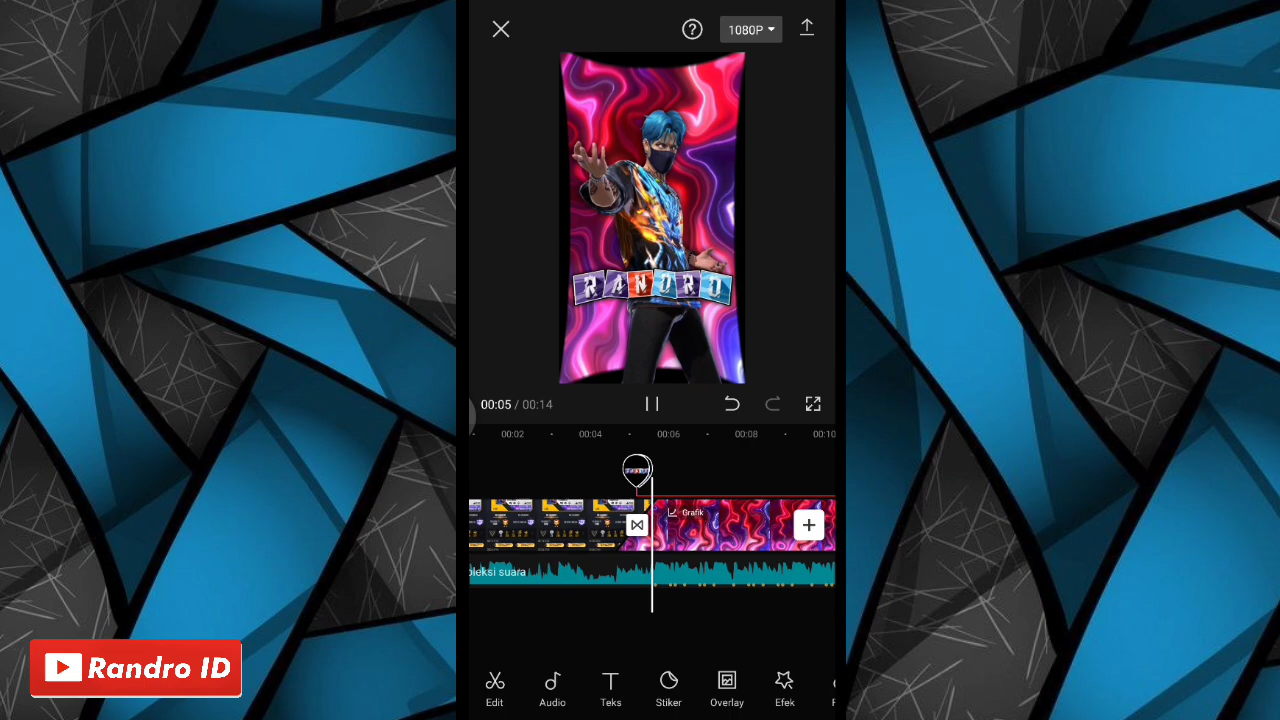 1080P
RANDRO
00:05 / 00:14
00:02
00:04
00:06
00:08
00:10
Grafik
oleksi suara
Randro ID
Edit
Audio
Teks
Stiker
Overlay
Efek